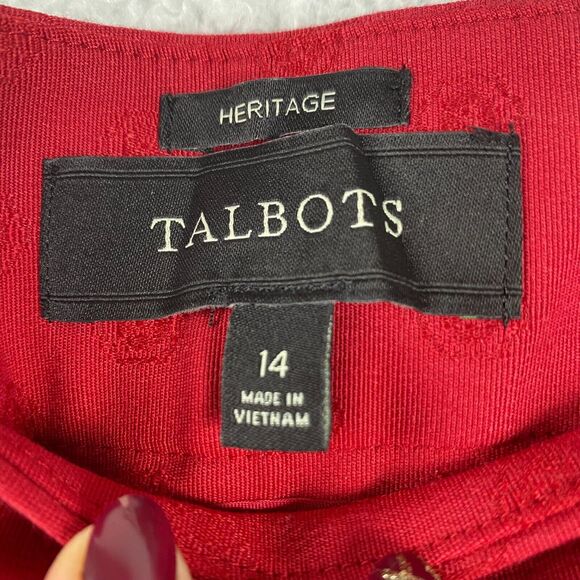 HERITAGE
TALBOTS
14
MADE IN
VIETNAM